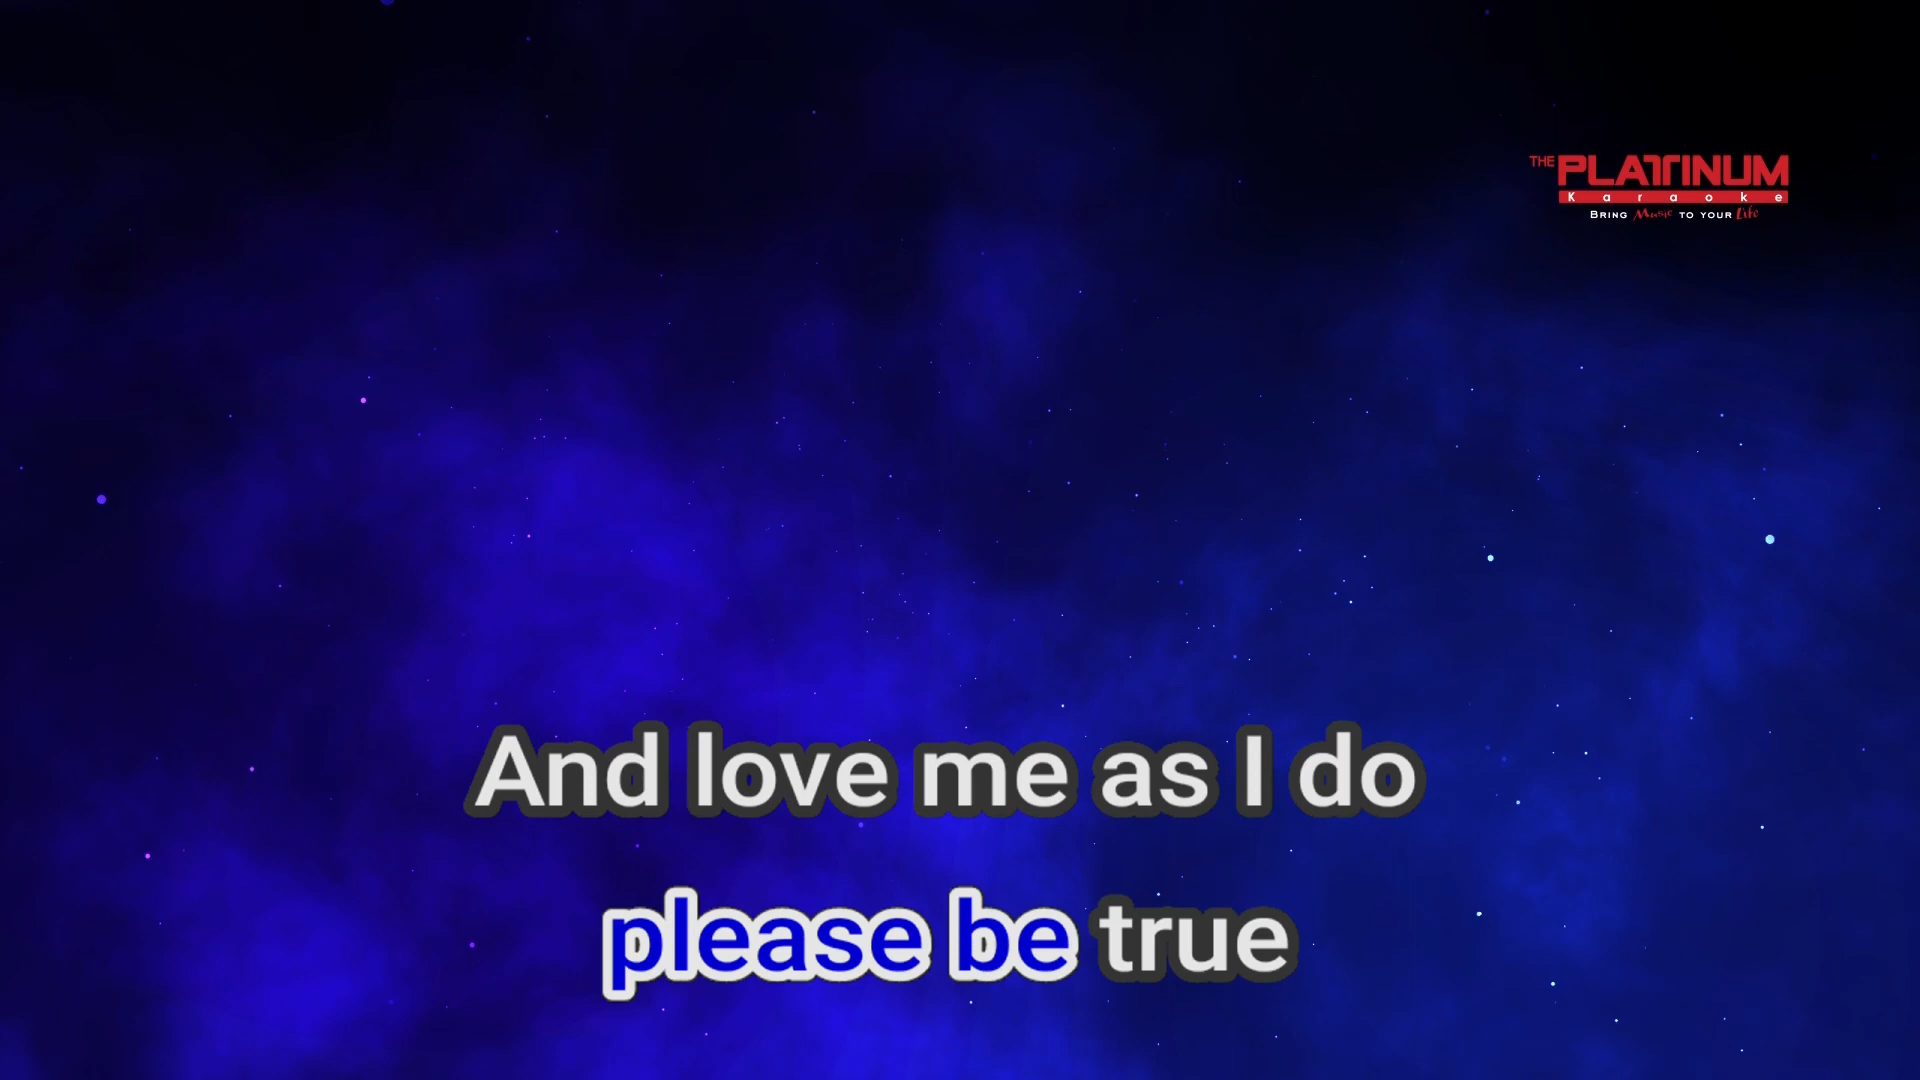 THE PLATINUM
Karaoke
BRING Music TO YOUR Life
And love me as I do
please be true